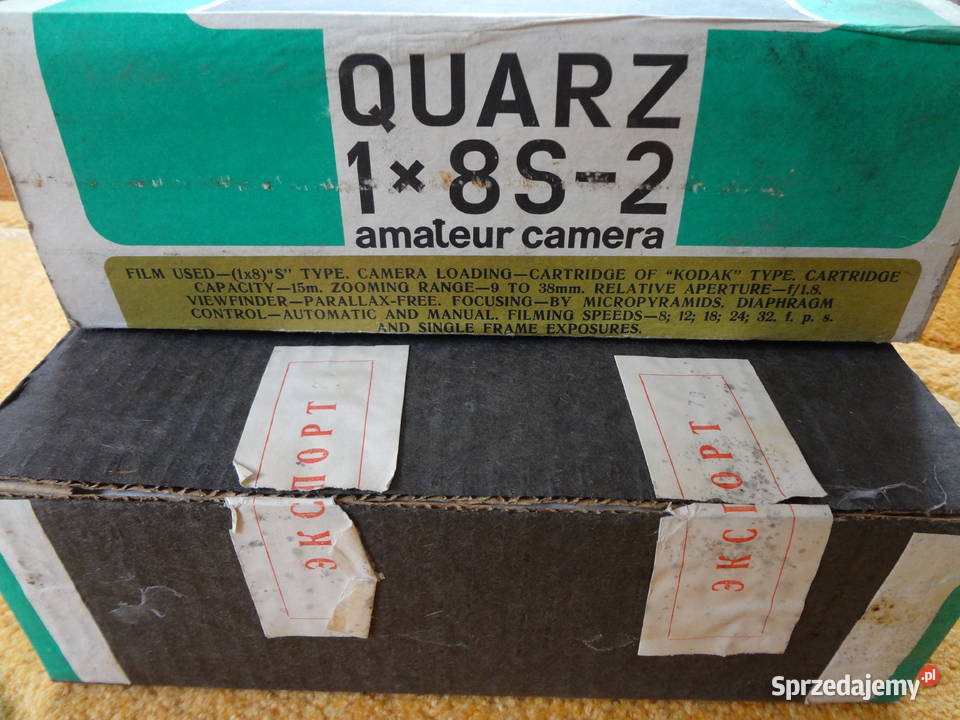 QUARZ
1×8S-2
amateur camera
FILM USED—(1x8)"S" TYPE. CAMERA LOADING—CARTRIDGE OF "KODAK" TYPE. CARTRIDGE
CAPACITY—15m. ZOOMING RANGE—9 TO 38mm. RELATIVE APERTURE—f/1.8.
VIEWFINDER—PARALLAX-FREE. FOCUSING—BY MICROPYRAMIDS. DIAPHRAGM
CONTROL—AUTOMATIC AND MANUAL. FILMING SPEEDS—8; 12; 18; 24; 32. f. p. s.
AND SINGLE FRAME EXPOSURES.
ЭКСПОРТ
ЭКСПОРТ
Sprzedajemy.pl